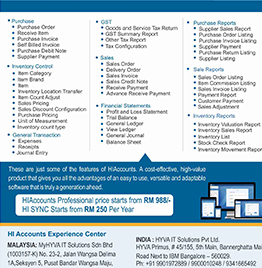 Purchase
Purchase Order
Receive Item
Purchase Invoice
Self Billed Invoice
Purchase Debit Note
Supplier Payment
Inventory Control
Item Category
Item Brand
Item
Inventory Location Transfer
Item Count Adjust
Sales Pricing
Sales Discount Configuration
Purchase Pricing
Unit of Measurement
Inventory count type
General Transaction
Expenses
Receipts
Journal Entry
GST
Goods and Service Tax Return
GST Summary Report
Other Tax Report
Tax Configuration
Sales
Sales Order
Delivery Order
Sales Invoice
Sales Credit Note
Receive Payment
Advance Receive Payment
Financial Statements
Profit and Loss Statement
Trial Balance
General Ledger
View Ledger
General Journal
Balance Sheet
Purchase Reports
Supplier Sales Report
Purchase Order Listing
Purchase Invoice Listing
Supplier Payment
Purchase Return Listing
Supplier Listing
Sale Reports
Sales Order Listing
Item Commission Listing
Sales Invoice Listing
Payment Report
Customer Payment
Sales Adjustment
Inventory Reports
Inventory Valuation Report
Inventory Sales Report
Inventory List
Stock Check Report
Inventory Movement Report
These are just some of the features of HiAccounts. A cost-effective, high-value
product that gives you all the advantages of an easy to use, versatile and adaptable
software that is truly a generation ahead.
HIAccounts Professional price starts from RM 988/-
HI SYNC Starts from RM 250 Per Year
HI Accounts Experience Center
MALAYSIA: MyHYVA IT Solutions Sdn Bhd
(1003157-K) No. 23-2, Jalan Wangsa Delima
1A,Seksyen 5, Pusat Bandar Wangsa Maju,
INDIA : HYVA IT Solutions Pvt Ltd.
HYVA Primus, # 45/155, 5th Main, Bannerghatta Mai
Road Next to IBM Bangalore – 560029.
Ph: +91 9901972889 / 9900010248 / 9341665492